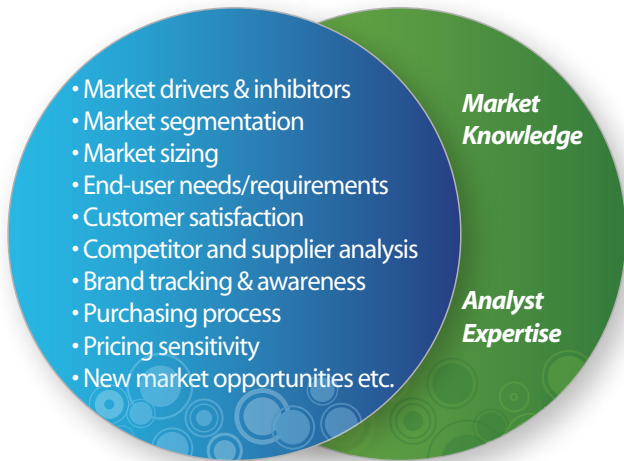 • Market drivers & inhibitors
• Market segmentation
• Market sizing
• End-user needs/requirements
• Customer satisfaction
• Competitor and supplier analysis
• Brand tracking & awareness
• Purchasing process
• Pricing sensitivity
• New market opportunities etc.
Market
Knowledge
Analyst
Expertise